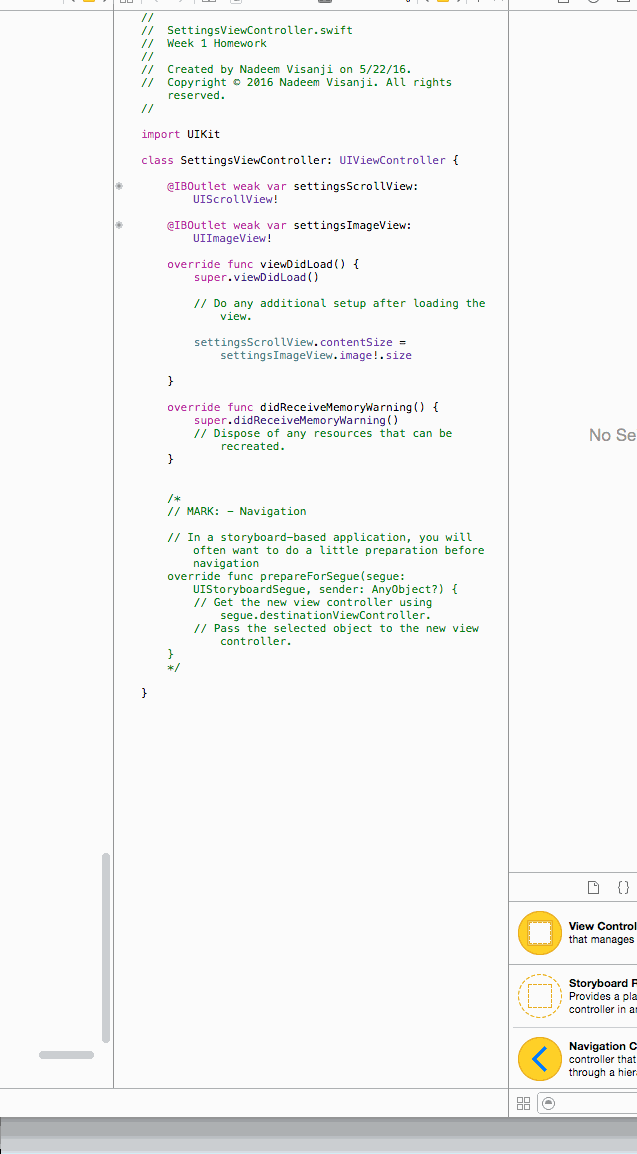 //
//  SettingsViewController.swift
//  Week 1 Homework
//
//  Created by Nadeem Visanji on 5/22/16.
//  Copyright © 2016 Nadeem Visanji. All rights
reserved.
//
import UIKit
class SettingsViewController: UIViewController {
@IBOutlet weak var settingsScrollView:
UIScrollView!
@IBOutlet weak var settingsImageView:
UIImageView!
override func viewDidLoad() {
super.viewDidLoad()
// Do any additional setup after loading the
view.
settingsScrollView.contentSize =
settingsImageView.image!.size
}
override func didReceiveMemoryWarning() {
super.didReceiveMemoryWarning()
// Dispose of any resources that can be
recreated.
}
/*
// MARK: - Navigation
// In a storyboard-based application, you will
often want to do a little preparation before
navigation
override func prepareForSegue(segue:
UIStoryboardSegue, sender: AnyObject?) {
// Get the new view controller using
segue.destinationViewController.
// Pass the selected object to the new view
controller.
}
*/
}
No Se
{}
View Control
that manages
Storyboard R
Provides a pla
controller in an
Navigation C
controller that
through a hier